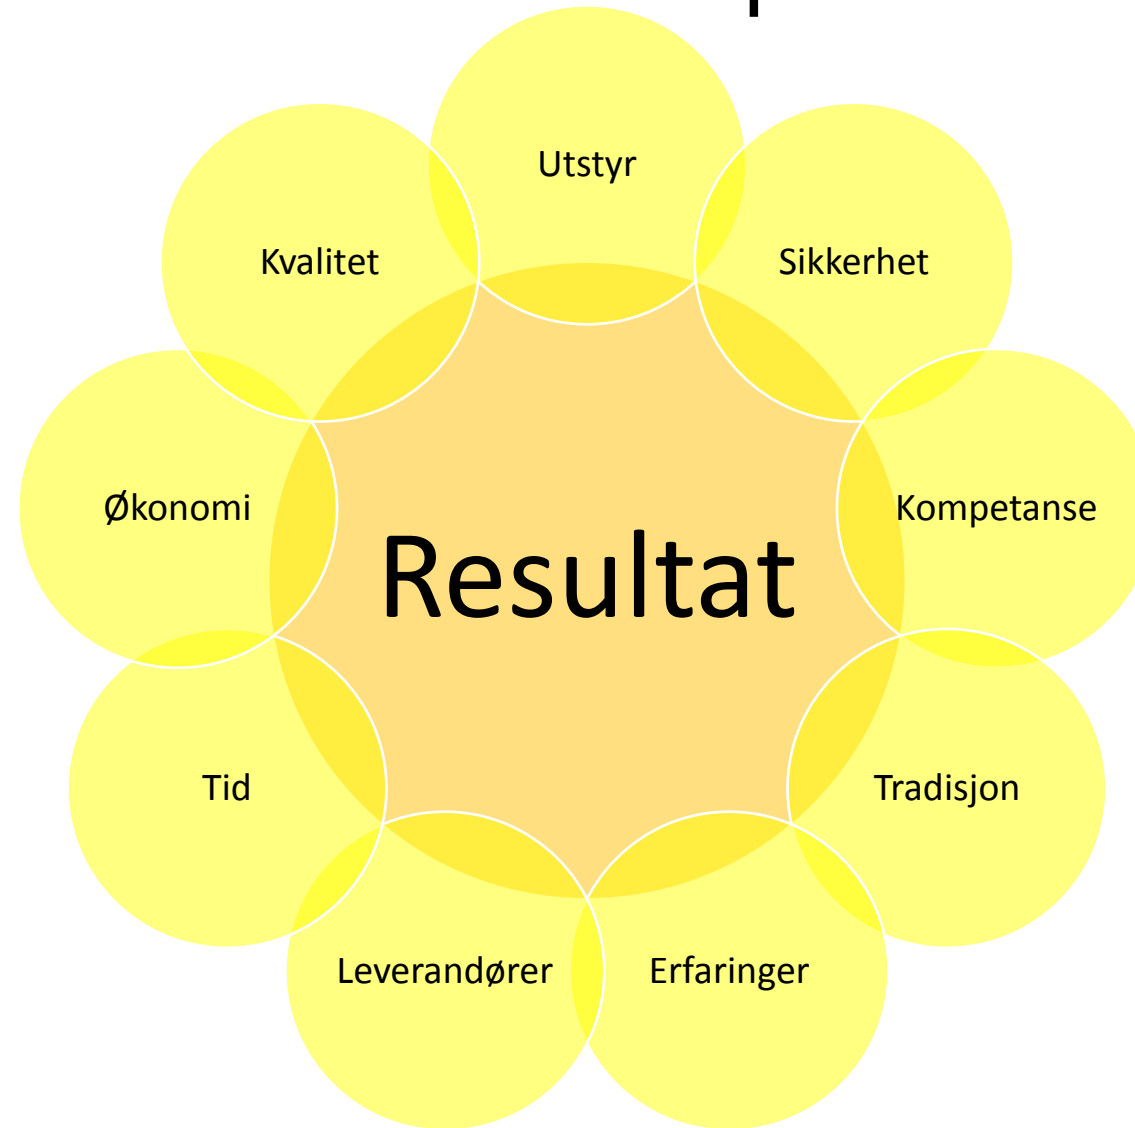 Utstyr
Sikkerhet
Kompetanse
Tradisjon
Erfaringer
Leverandører
Tid
Økonomi
Kvalitet
Resultat